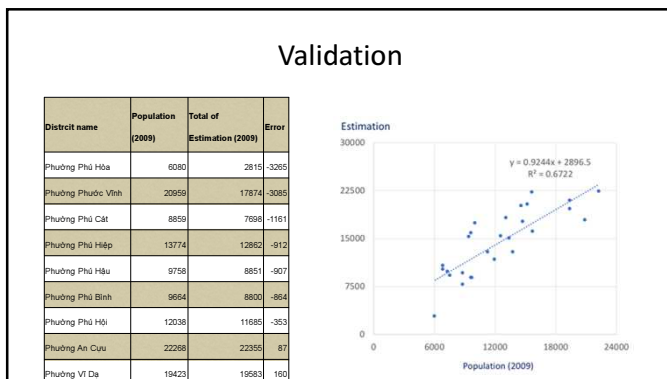 Validation
Distrcit name Population (2009) Total of Estimation (2009) Error
Phường Phú Hòa 6080 2815 -3265
Phường Phước Vĩnh 20959 17874 -3085
Phường Phú Cát 8859 7698 -1161
Phường Phú Hiệp 13774 12862 -912
Phường Phú Hậu 9758 8851 -907
Phường Phú Bình 9664 8800 -864
Phường Phú Hội 12038 11685 -353
Phường An Cựu 22268 22355 87
Phường Vĩ Dạ 19423 19583 160
Estimation
30000
y = 0.9244x + 2896.5
R² = 0.6722
22500
15000
7500
0
0 6000 12000 18000 24000
Population (2009)